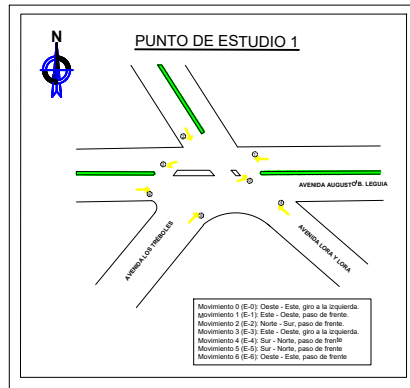 PUNTO DE ESTUDIO 1
N
AVENIDA AUGUSTO B. LEGUIA
AVENIDA LOS TREBOLES
AVENIDA LORA Y LORA
Movimiento 0 (E-0): Oeste - Este, giro a la izquierda.
Movimiento 1 (E-1): Este - Oeste, paso de frente.
Movimiento 2 (E-2): Norte - Sur, paso de frente.
Movimiento 3 (E-3): Este - Oeste, giro a la izquierda.
Movimiento 4 (E-4): Sur - Norte, paso de frente
Movimiento 5 (E-5): Sur - Norte, paso de frente
Movimiento 6 (E-6): Oeste - Este, paso de frente